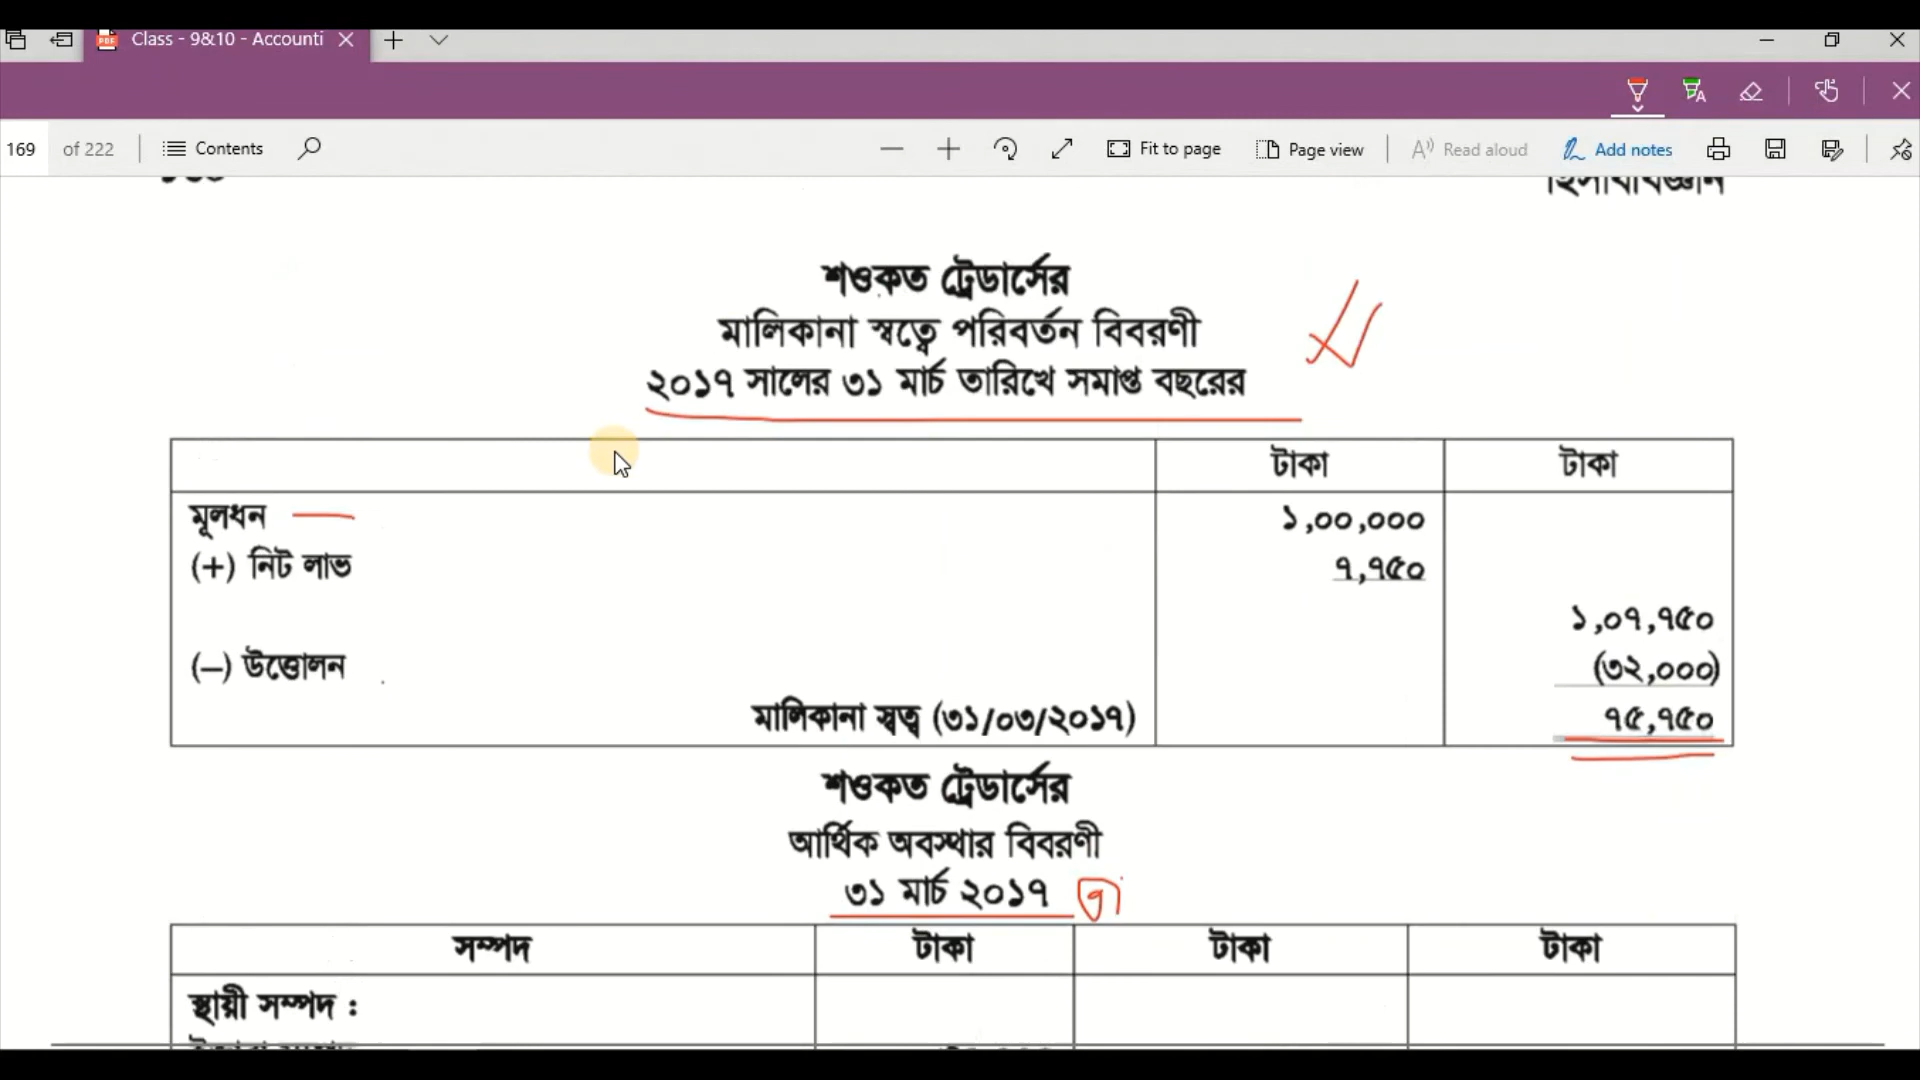 Class - 9&10 - Accounti
169 of 222 Contents Fit to page Page view Read aloud Add notes
হিসাববিজ্ঞান
শওকত ট্রেডার্সের
মালিকানা স্বত্বে পরিবর্তন বিবরণী
২০১৭ সালের ৩১ মার্চ তারিখে সমাপ্ত বছরের
টাকা টাকা
মূলধন ১,০০,০০০
(+) নিট লাভ ৭,৭৫০
১,০৭,৭৫০
(–) উত্তোলন (৩২,০০০)
মালিকানা স্বত্ব (৩১/০৩/২০১৭) ৭৫,৭৫০
শওকত ট্রেডার্সের
আর্থিক অবস্থার বিবরণী
৩১ মার্চ ২০১৭
সম্পদ টাকা টাকা টাকা
স্থায়ী সম্পদ :